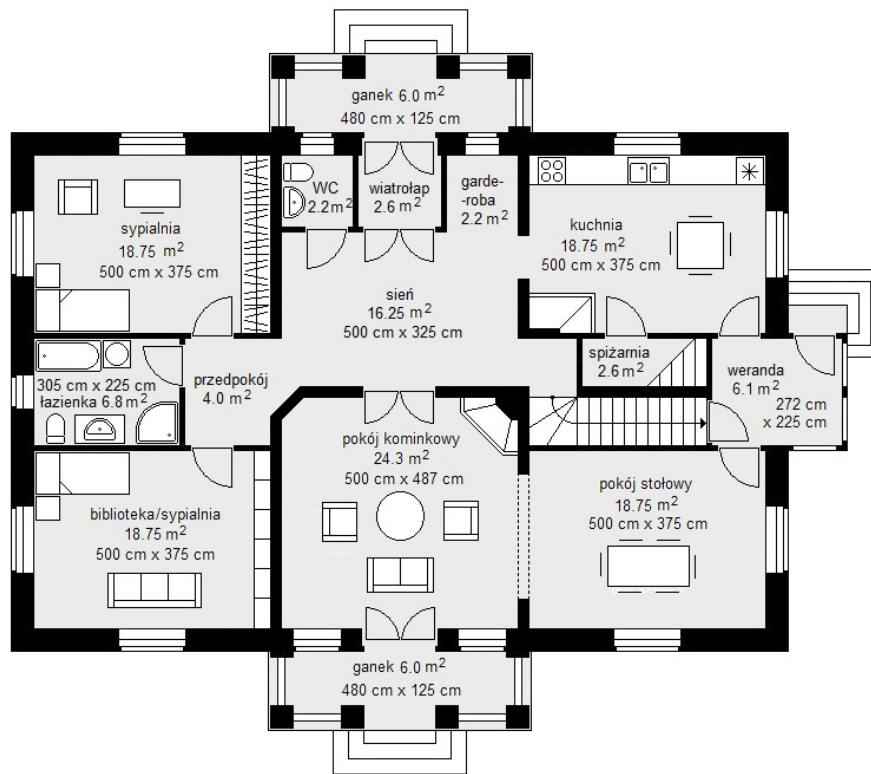 ganek 6.0 m²
480 cm x 125 cm
sypialnia
18.75 m²
500 cm x 375 cm
WC
2.2 m²
wiatrołap
2.6 m²
garde-
-roba
2.2 m²
kuchnia
18.75 m²
500 cm x 375 cm
sień
16.25 m²
500 cm x 325 cm
305 cm x 225 cm
łazienka 6.8 m²
przedpokój
4.0 m²
spiżarnia
2.6 m²
weranda
6.1 m²
272 cm
x 225 cm
biblioteka/sypialnia
18.75 m²
500 cm x 375 cm
pokój kominkowy
24.3 m²
500 cm x 487 cm
pokój stołowy
18.75 m²
500 cm x 375 cm
ganek 6.0 m²
480 cm x 125 cm